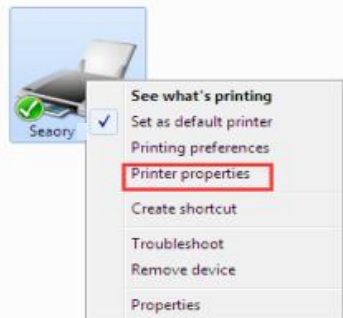 Seaory
See what's printing
Set as default printer
Printing preferences
Printer properties
Create shortcut
Troubleshoot
Remove device
Properties